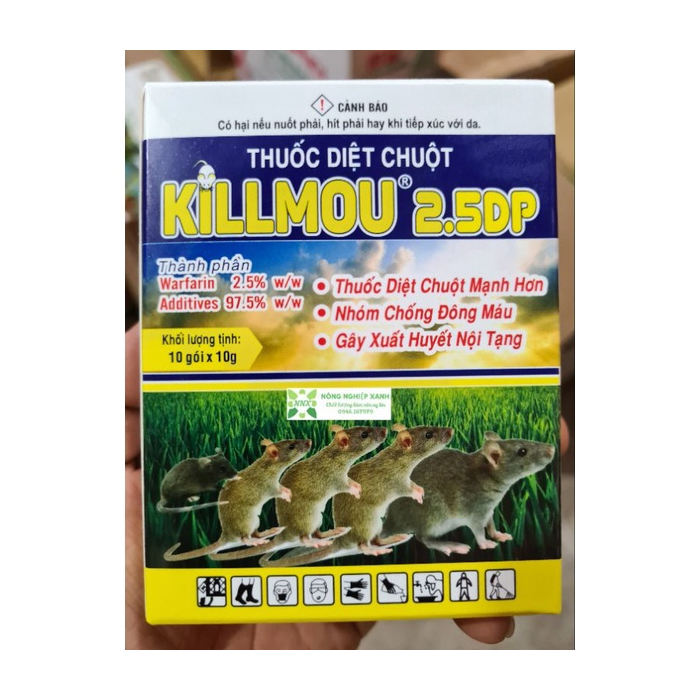 CẢNH BÁO
Có hại nếu nuốt phải, hít phải hay khi tiếp xúc với da.
THUỐC DIỆT CHUỘT
KILLMOU® 2.5DP
Thành phần
Warfarin 2.5% w/w
Additives 97.5% w/w
• Thuốc Diệt Chuột Mạnh Hơn
• Nhóm Chống Đông Máu
• Gây Xuất Huyết Nội Tạng
Khối lượng tịnh:
10 gói x 10g
NNX
NÔNG NGHIỆP XANH